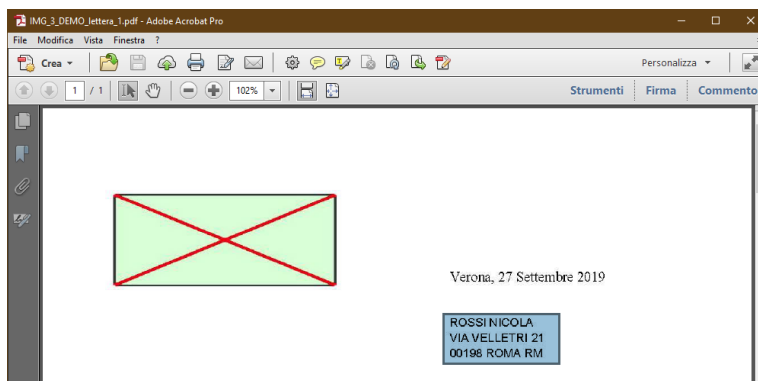 IMG_3_DEMO_lettera_1.pdf - Adobe Acrobat Pro
File Modifica Vista Finestra ?
Crea Personalizza
1 / 1 102% Strumenti Firma Commento
Verona, 27 Settembre 2019
ROSSI NICOLA
VIA VELLETRI 21
00198 ROMA RM